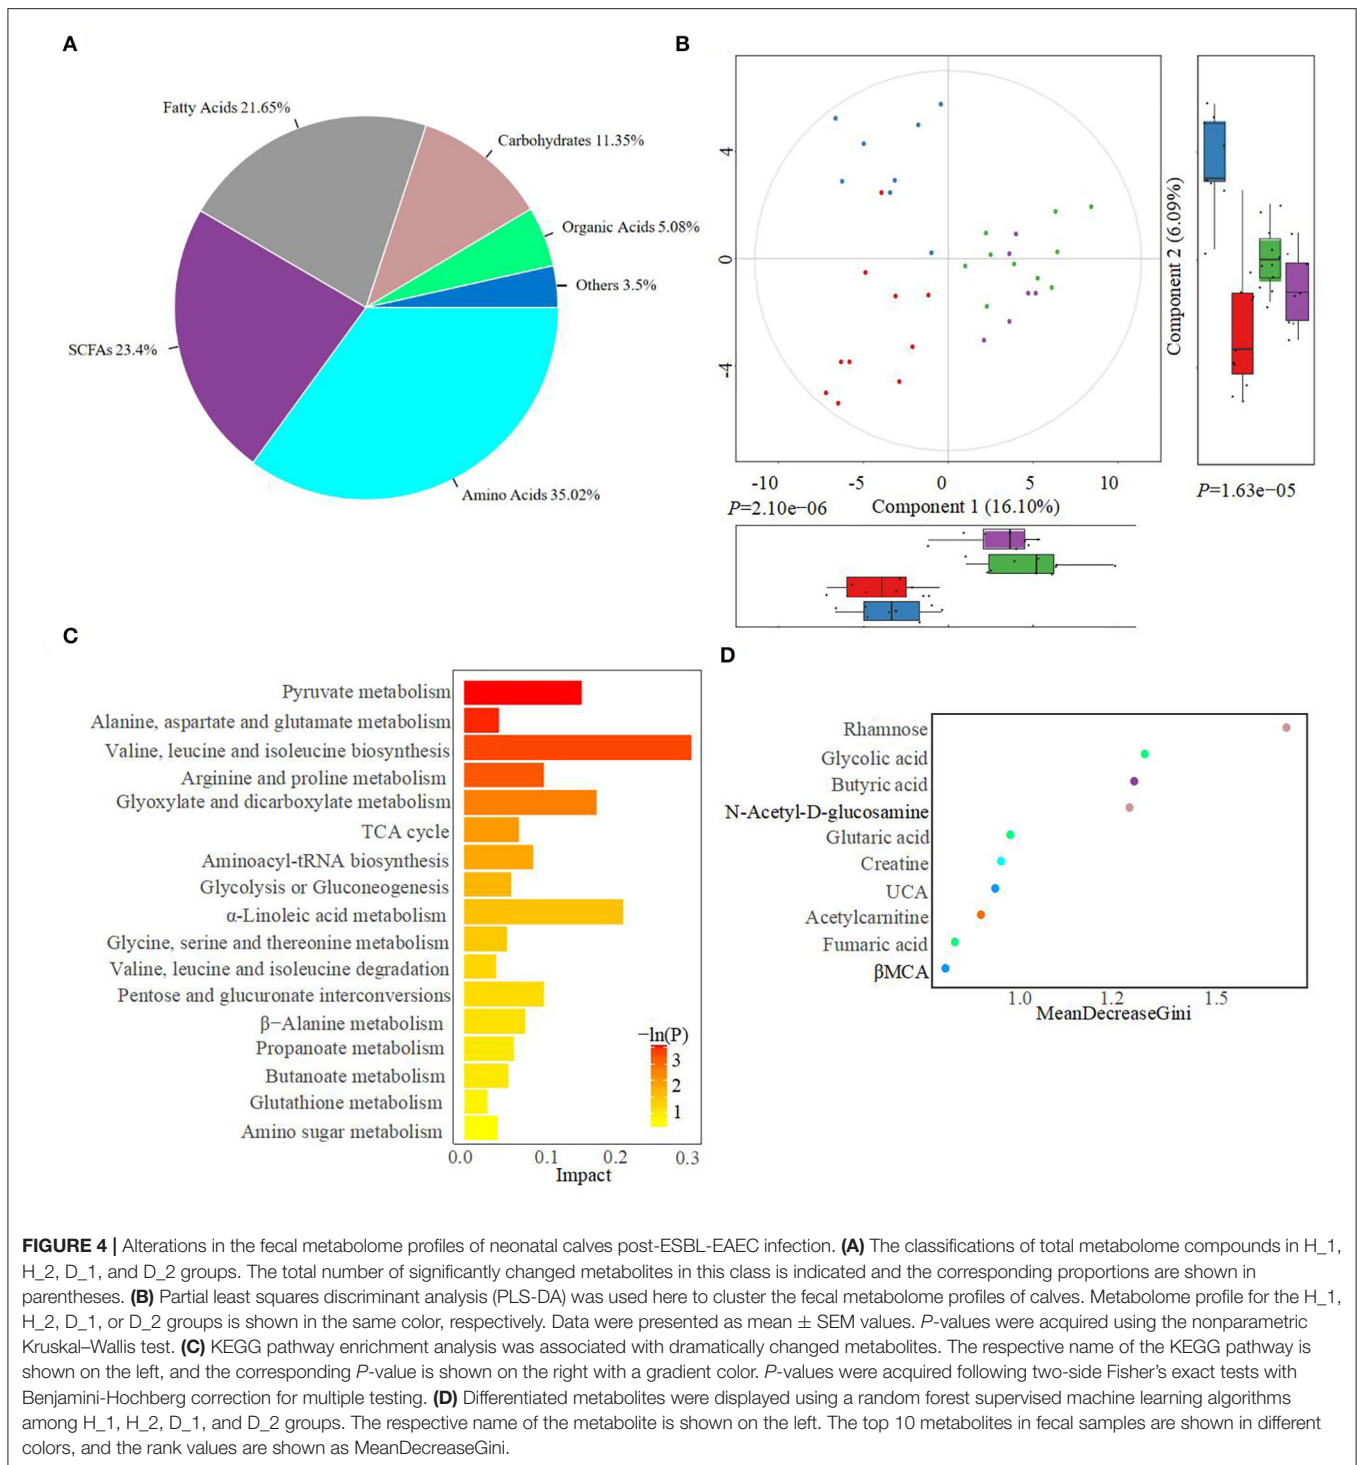 A
Fatty Acids 21.65%
Carbohydrates 11.35%
Organic Acids 5.08%
Others 3.5%
SCFAs 23.4%
Amino Acids 35.02%
B
4
0
-4
-10
-5
0
5
10
P=2.10e−06
Component 1 (16.10%)
Component 2 (6.09%)
P=1.63e−05
C
Pyruvate metabolism
Alanine, aspartate and glutamate metabolism
Valine, leucine and isoleucine biosynthesis
Arginine and proline metabolism
Glyoxylate and dicarboxylate metabolism
TCA cycle
Aminoacyl-tRNA biosynthesis
Glycolysis or Gluconeogenesis
α-Linoleic acid metabolism
Glycine, serine and thereonine metabolism
Valine, leucine and isoleucine degradation
Pentose and glucuronate interconversions
β−Alanine metabolism
Propanoate metabolism
Butanoate metabolism
Glutathione metabolism
Amino sugar metabolism
−ln(P)
3
2
1
0.0
0.1
0.2
0.3
Impact
D
Rhamnose
Glycolic acid
Butyric acid
N-Acetyl-D-glucosamine
Glutaric acid
Creatine
UCA
Acetylcarnitine
Fumaric acid
βMCA
1.0
1.2
1.5
MeanDecreaseGini
FIGURE 4 | Alterations in the fecal metabolome profiles of neonatal calves post-ESBL-EAEC infection. (A) The classifications of total metabolome compounds in H_1,
H_2, D_1, and D_2 groups. The total number of significantly changed metabolites in this class is indicated and the corresponding proportions are shown in
parentheses. (B) Partial least squares discriminant analysis (PLS-DA) was used here to cluster the fecal metabolome profiles of calves. Metabolome profile for the H_1,
H_2, D_1, or D_2 groups is shown in the same color, respectively. Data were presented as mean ± SEM values. P-values were acquired using the nonparametric
Kruskal–Wallis test. (C) KEGG pathway enrichment analysis was associated with dramatically changed metabolites. The respective name of the KEGG pathway is
shown on the left, and the corresponding P-value is shown on the right with a gradient color. P-values were acquired following two-side Fisher's exact tests with
Benjamini-Hochberg correction for multiple testing. (D) Differentiated metabolites were displayed using a random forest supervised machine learning algorithms
among H_1, H_2, D_1, and D_2 groups. The respective name of the metabolite is shown on the left. The top 10 metabolites in fecal samples are shown in different
colors, and the rank values are shown as MeanDecreaseGini.